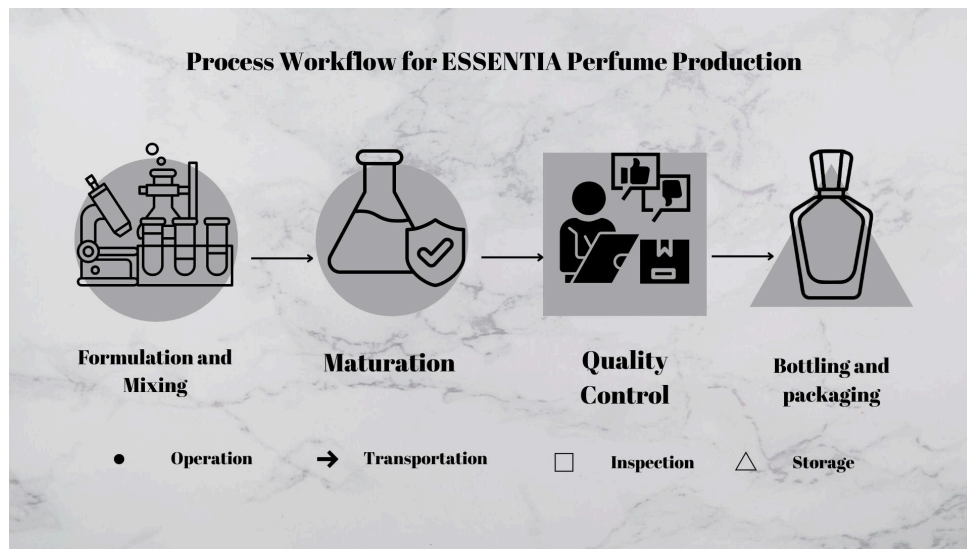 Process Workflow for ESSENTIA Perfume Production
Formulation and
Mixing
Maturation
Quality
Control
Bottling and
packaging
Operation
Transportation
Inspection
Storage